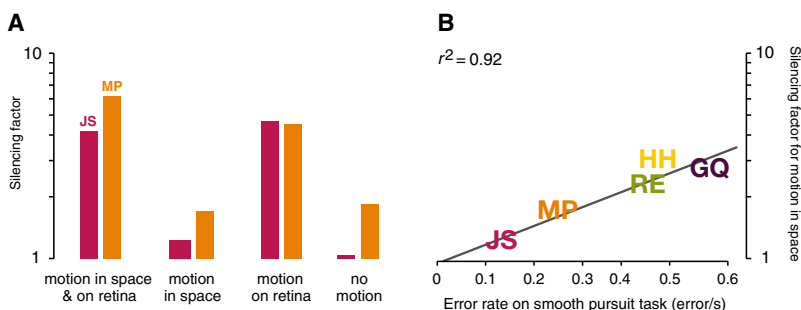 A
Silencing factor
10
1
JS
MP
motion in space
& on retina
motion
in space
motion
on retina
no
motion
B
r² = 0.92
10
1
Silencing factor for motion in space
HH
RE
GQ
MP
JS
0
0.1
0.2
0.3
0.4
0.5
0.6
Error rate on smooth pursuit task (error/s)